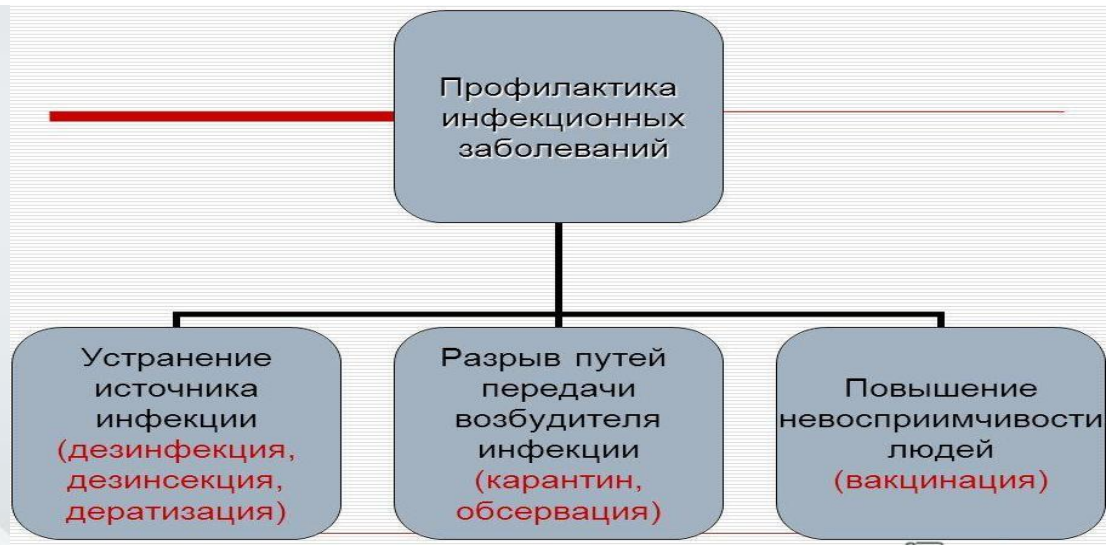 Профилактика
инфекционных
заболеваний
Устранение
источника
инфекции
(дезинфекция,
дезинсекция,
дератизация)
Разрыв путей
передачи
возбудителя
инфекции
(карантин,
обсервация)
Повышение
невосприимчивости
людей
(вакцинация)